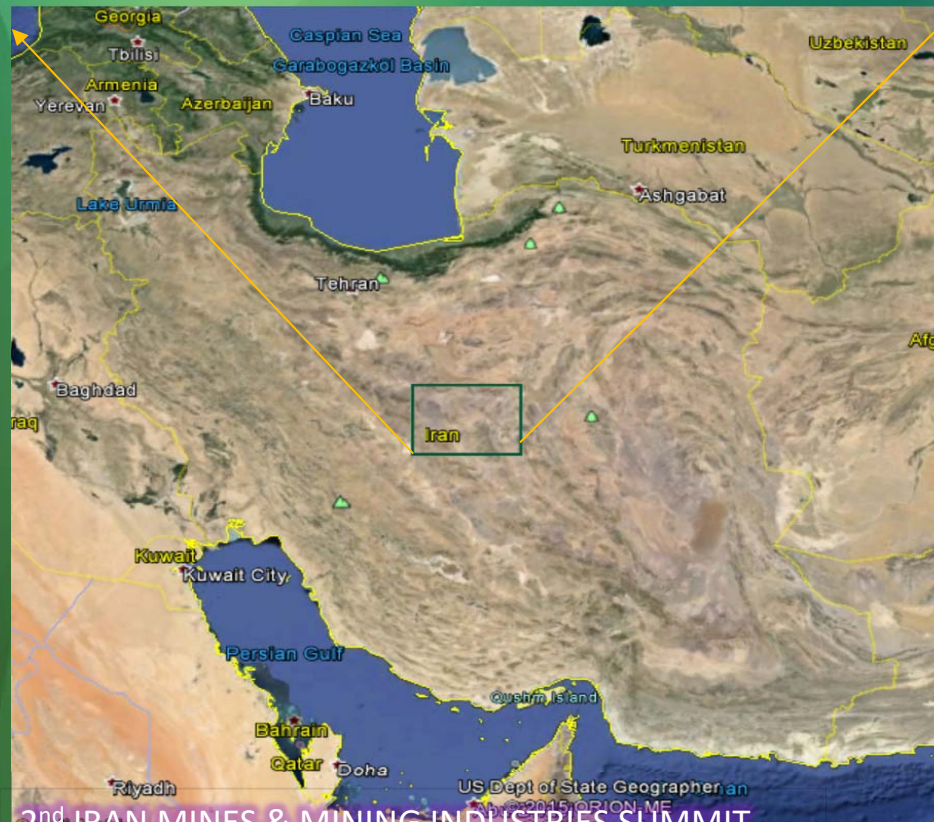 Georgia
Caspian Sea
Uzbekistan
Tbilisi
Garabogazköl Basin
Armenia
Baku
Yerevan
Azerbaijan
Turkmenistan
Ashgabat
Lake Urmia
Tehran
Afg
Baghdad
raq
Iran
Kuwait
Kuwait City
Persian Gulf
Qushm Island
Bahrain
Qatar
Doha
Riyadh
US Dept of State Geographer
©2015 ORION-ME
2nd IRAN MINES & MINING INDUSTRIES SUMMIT